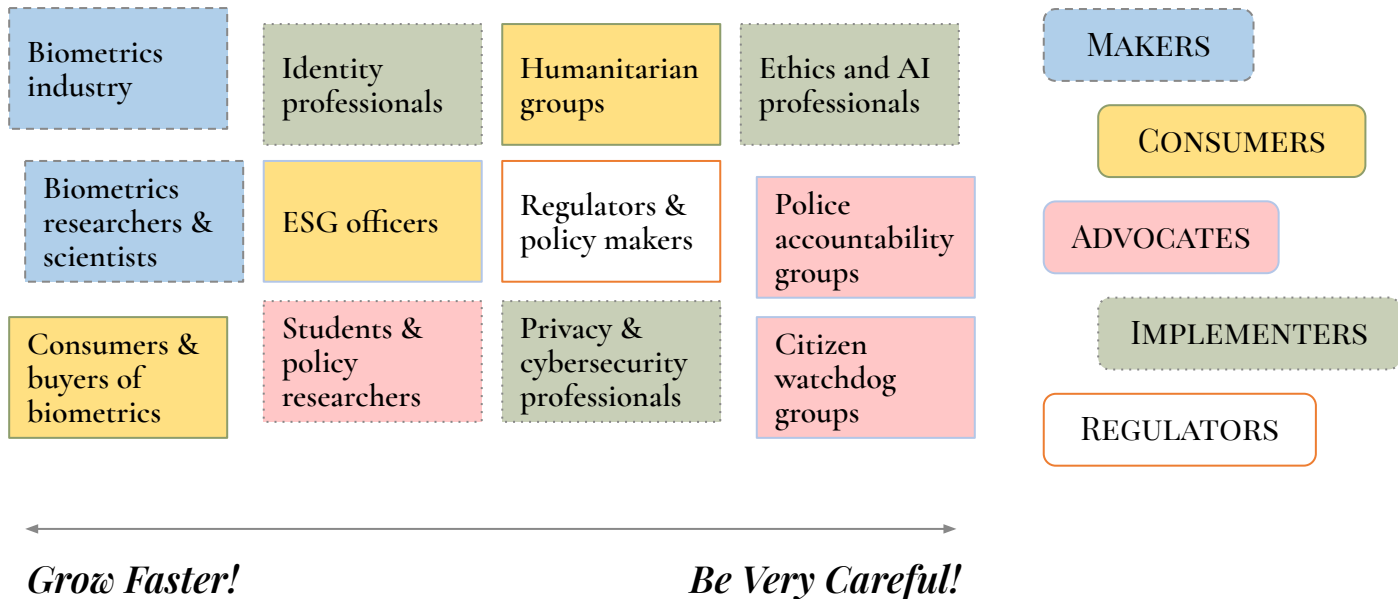 Biometrics
industry
Identity
professionals
Humanitarian
groups
Ethics and AI
professionals
Biometrics
researchers &
scientists
ESG officers
Regulators &
policy makers
Police
accountability
groups
Consumers &
buyers of
biometrics
Students &
policy
researchers
Privacy &
cybersecurity
professionals
Citizen
watchdog
groups
Makers
Consumers
Advocates
Implementers
Regulators
Grow Faster!
Be Very Careful!